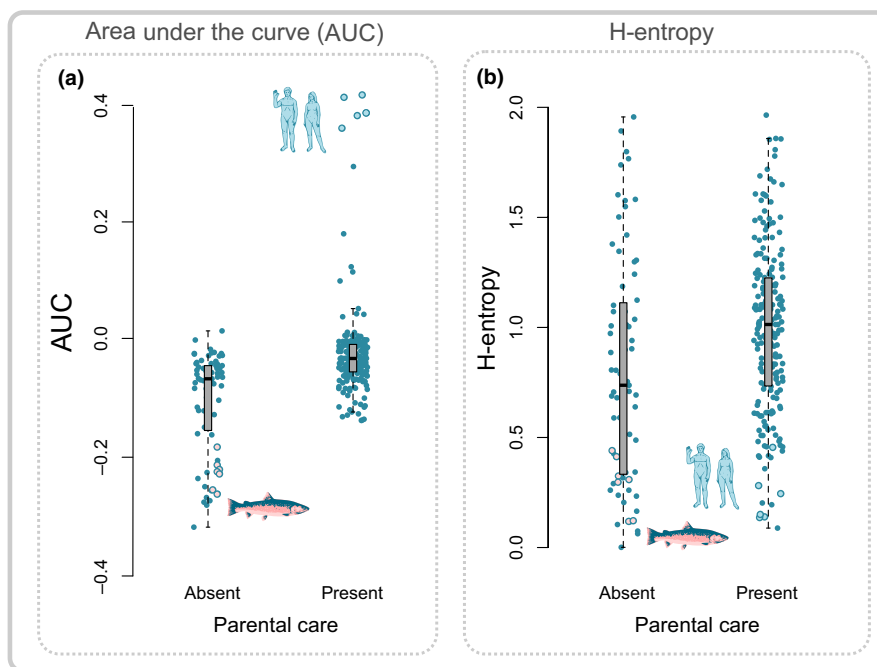 Area under the curve (AUC)
H-entropy
(a)
0.4
0.2
0.0
−0.2
−0.4
AUC
Absent
Present
Parental care
(b)
2.0
1.5
1.0
0.5
0.0
H-entropy
Absent
Present
Parental care